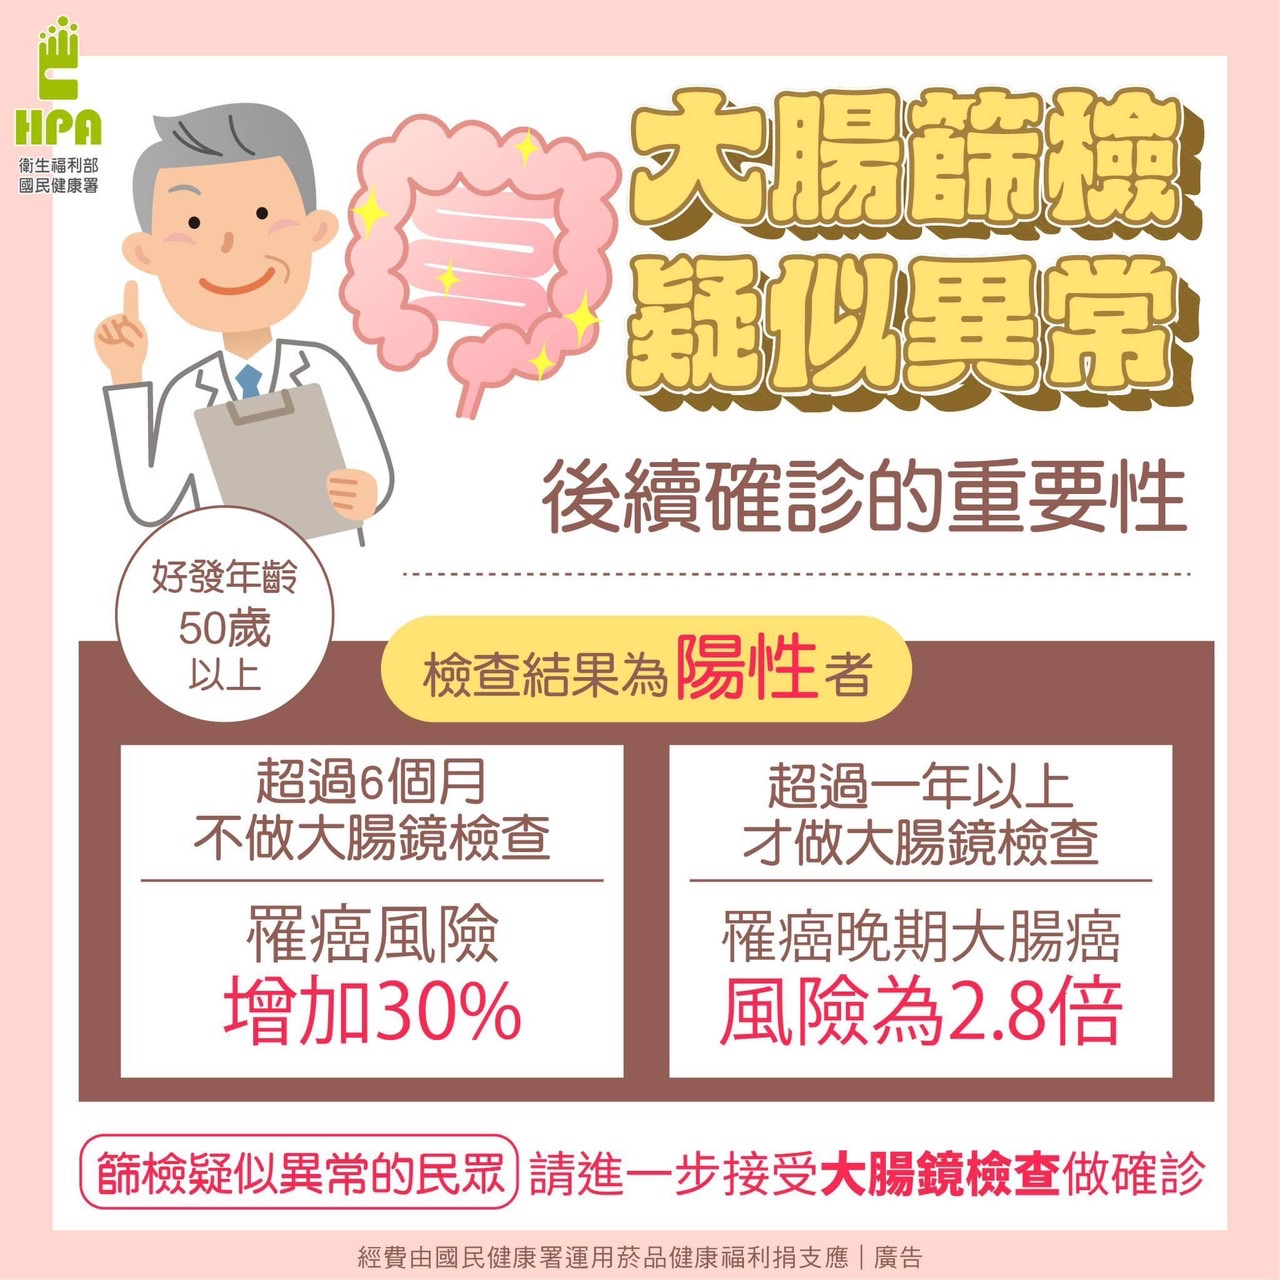 HPA
衛生福利部
國民健康署
大腸篩檢
疑似異常
後續確診的重要性
好發年齡
50歲
以上
檢查結果為陽性者
超過6個月
不做大腸鏡檢查
罹癌風險
增加30%
超過一年以上
才做大腸鏡檢查
罹癌晚期大腸癌
風險為2.8倍
篩檢疑似異常的民眾 請進一步接受大腸鏡檢查做確診
經費由國民健康署運用菸品健康福利捐支應｜廣告